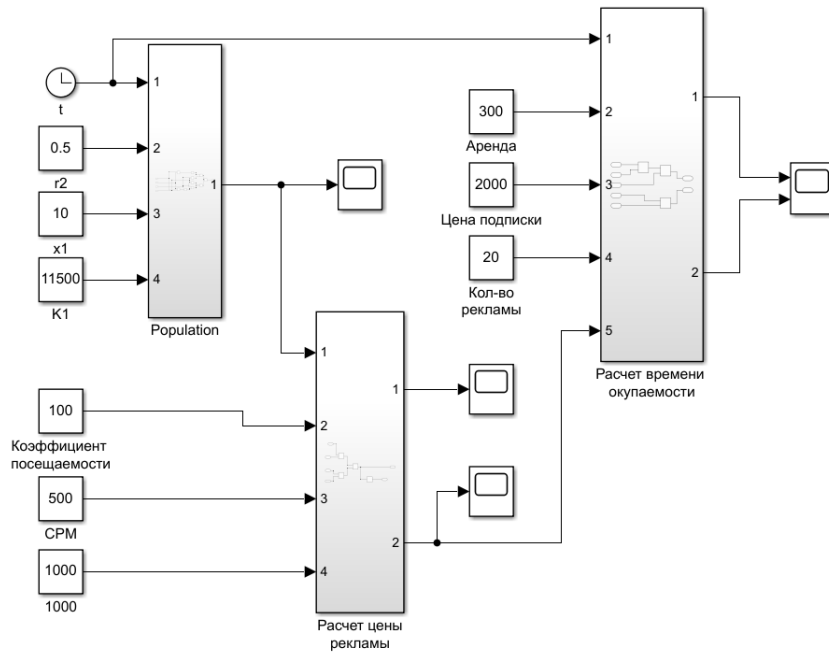 1
t
2
0.5
r2
3
10
x1
4
11500
K1
1
Population
1
2
300
Аренда
3
2000
Цена подписки
4
20
Кол-во
рекламы
5
1
2
Расчет времени
окупаемости
1
2
100
Коэффициент
посещаемости
3
500
CPM
4
1000
1000
1
2
Расчет цены
рекламы